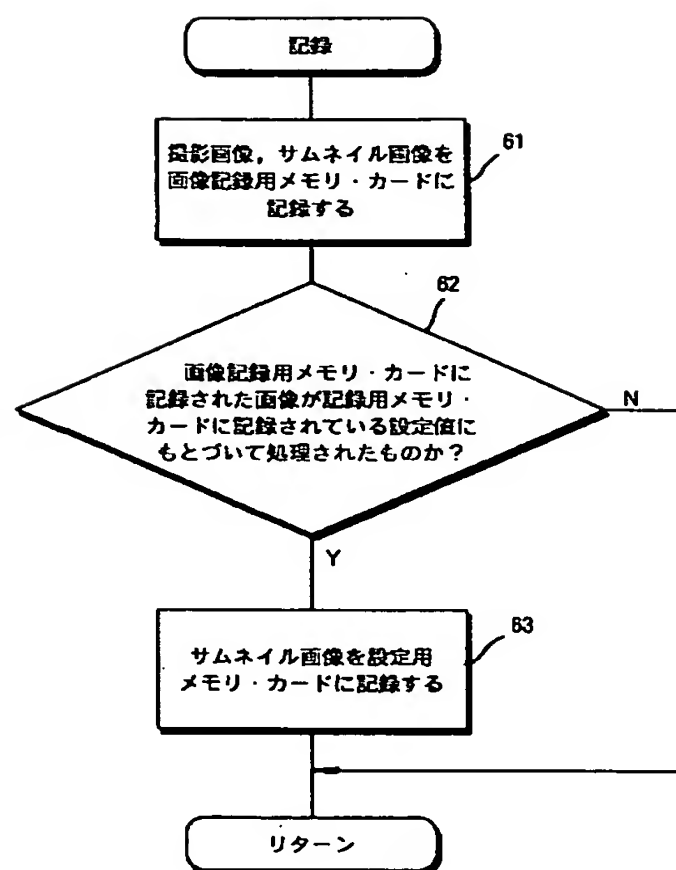 記録
撮影画像，サムネイル画像を
画像記録用メモリ・カードに
記録する
61
62
画像記録用メモリ・カードに
記録された画像が記録用メモリ・
カードに記録されている設定値に
もとづいて処理されたものか？
N
Y
サムネイル画像を設定用
メモリ・カードに記録する
63
リターン